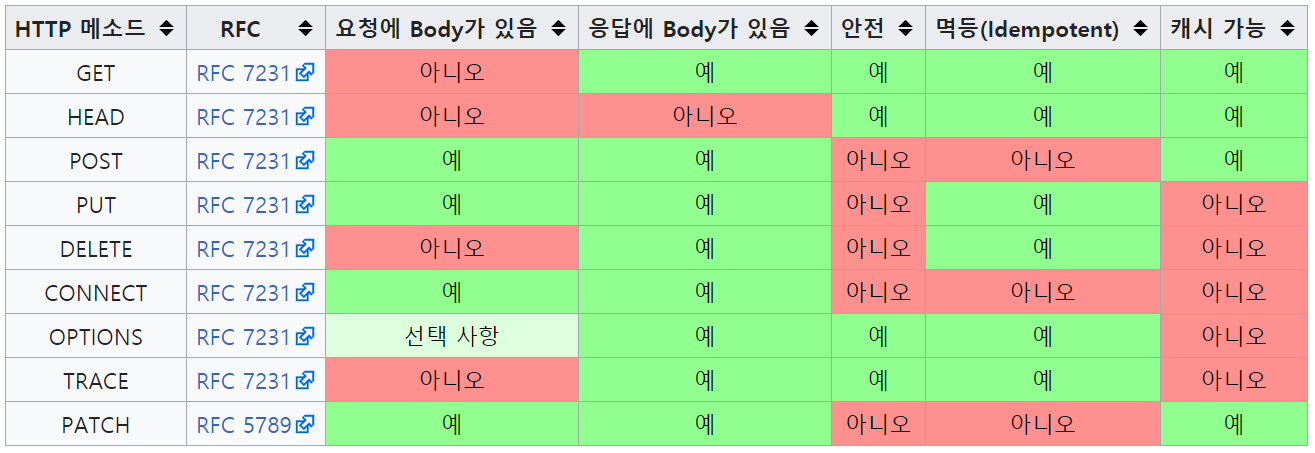 HTTP 메소드 RFC 요청에 Body가 있음 응답에 Body가 있음 안전 멱등(Idempotent) 캐시 가능
GET RFC 7231 아니오 예 예 예 예
HEAD RFC 7231 아니오 아니오 예 예 예
POST RFC 7231 예 예 아니오 아니오 예
PUT RFC 7231 예 예 아니오 예 아니오
DELETE RFC 7231 아니오 예 아니오 예 아니오
CONNECT RFC 7231 예 예 아니오 아니오 아니오
OPTIONS RFC 7231 선택 사항 예 예 예 아니오
TRACE RFC 7231 아니오 예 예 예 아니오
PATCH RFC 5789 예 예 아니오 아니오 예